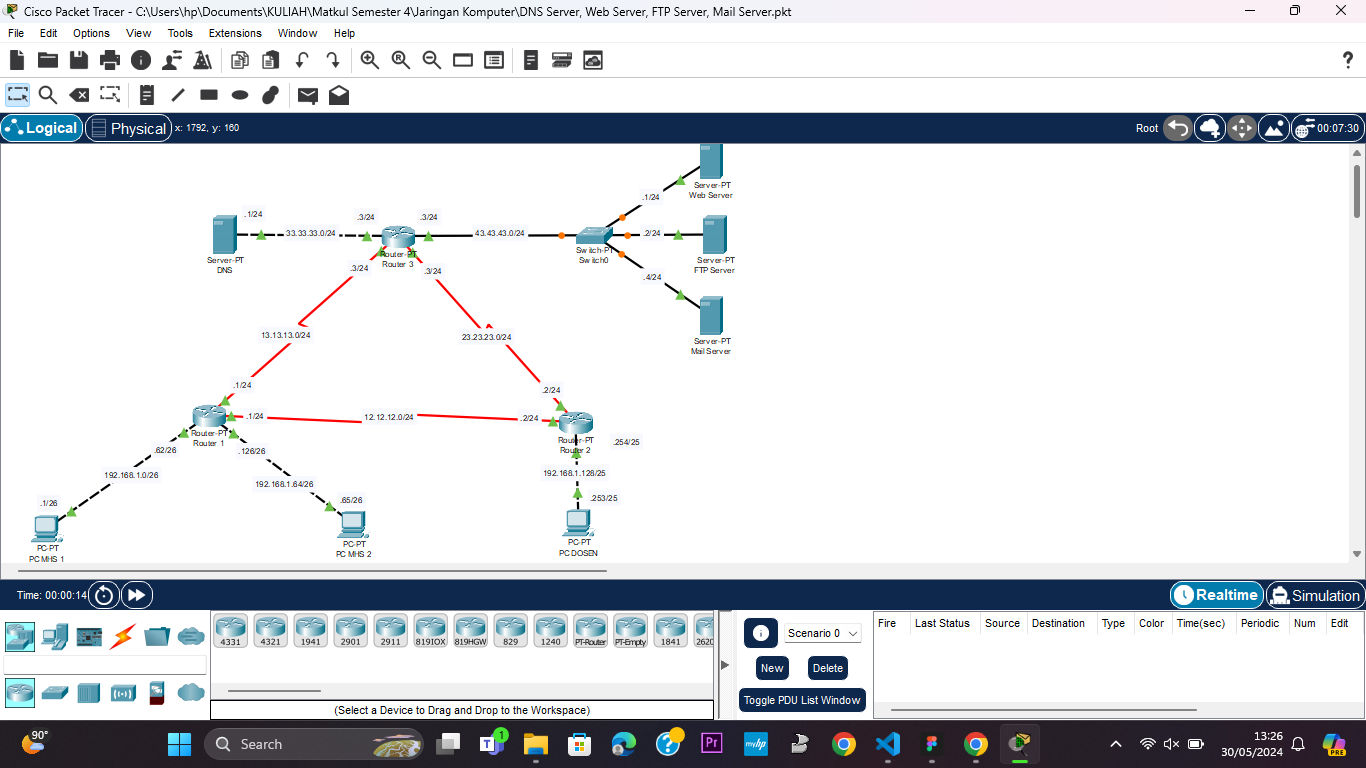 Cisco Packet Tracer - C:\Users\hp\Documents\KULIAH\Matkul Semester 4\Jaringan Komputer\DNS Server, Web Server, FTP Server, Mail Server.pkt
File Edit Options View Tools Extensions Window Help
Logical Physical x: 1792, y: 160 Root 00:07:30
Server-PT
Web Server
.1/24
.1/24
33.33.33.0/24
.3/24
.3/24
43.43.43.0/24
.2/24
Server-PT
DNS
Router-PT
Router 3
Switch-PT
Switch0
Server-PT
FTP Server
.3/24
.3/24
.4/24
13.13.13.0/24
23.23.23.0/24
Server-PT
Mail Server
.1/24
.2/24
.1/24
12.12.12.0/24
.2/24
Router-PT
Router 1
Router-PT
Router 2
.254/25
.62/26
.126/26
192.168.1.0/26
192.168.1.64/26
192.168.1.128/25
.1/26
.65/26
.253/25
PC-PT
PC MHS 1
PC-PT
PC MHS 2
PC-PT
PC DOSEN
Time: 00:00:14 Realtime Simulation
4331 4321 1941 2901 2911 819IOX 819HGW 829 1240 PT-Router PT-Empty 1841 2620
(Select a Device to Drag and Drop to the Workspace)
Scenario 0
New Delete
Toggle PDU List Window
Fire Last Status Source Destination Type Color Time(sec) Periodic Num Edit
90°
Search
1
Pr
myhp
PRE
13:26
30/05/2024